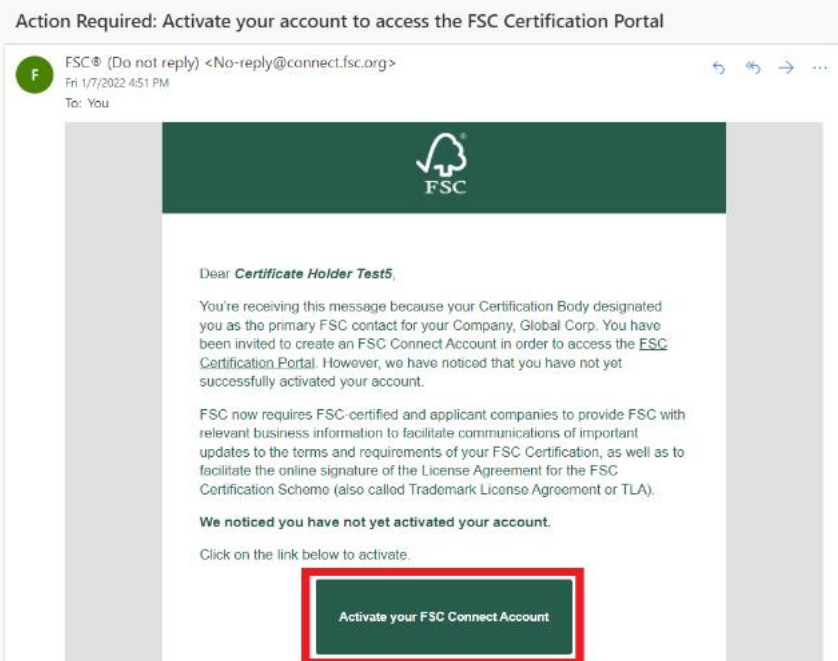 Action Required: Activate your account to access the FSC Certification Portal
F
FSC® (Do not reply) <No-reply@connect.fsc.org>
Fri 1/7/2022 4:51 PM
To: You
®
FSC
Dear Certificate Holder Test5,
You're receiving this message because your Certification Body designated
you as the primary FSC contact for your Company, Global Corp. You have
been invited to create an FSC Connect Account in order to access the FSC
Certification Portal. However, we have noticed that you have not yet
successfully activated your account.
FSC now requires FSC-certified and applicant companies to provide FSC with
relevant business information to facilitate communications of important
updates to the terms and requirements of your FSC Certification, as well as to
facilitate the online signature of the License Agreement for the FSC
Certification Scheme (also called Trademark License Agreement or TLA).
We noticed you have not yet activated your account.
Click on the link below to activate.
Activate your FSC Connect Account